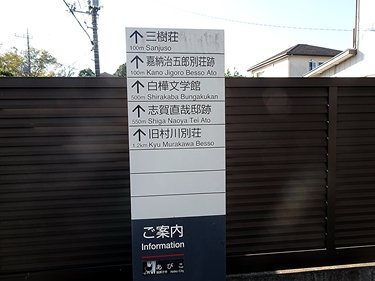 三樹荘
100m Sanjuso
嘉納治五郎別荘跡
100m Kano Jigoro Besso Ato
白樺文学館
500m Shirakaba Bungakukan
志賀直哉邸跡
550m Shiga Naoya Tei Ato
旧村川別荘
1.2km Kyu Murakawa Besso
ご案内
Information
あびこ